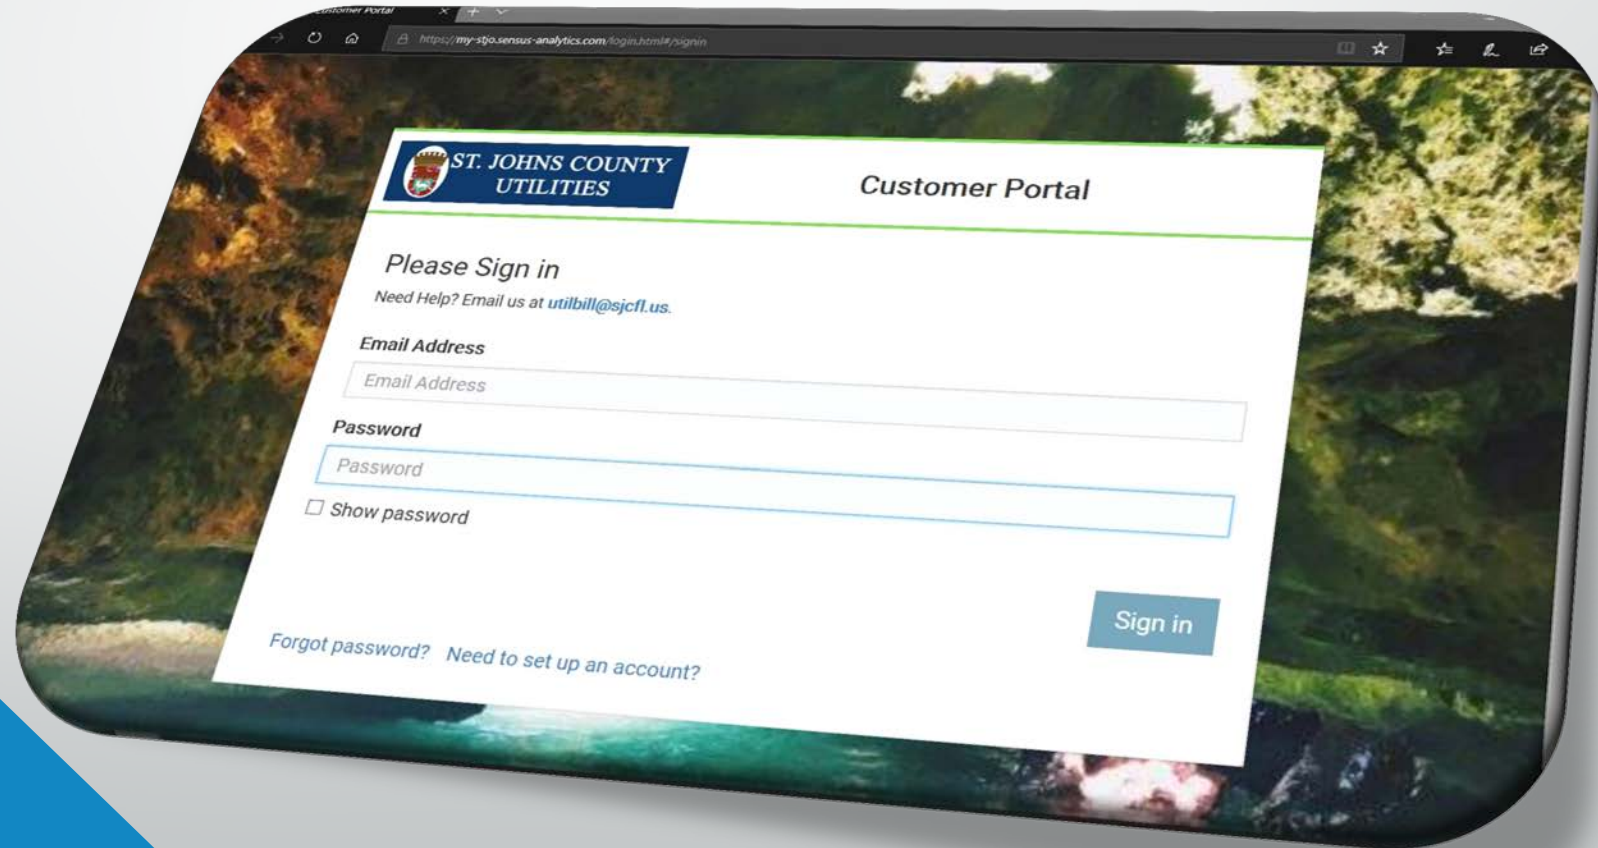 ustomer Portal
https://my-stjo.sensus-analytics.com/login.html#/signin
ST. JOHNS COUNTY
UTILITIES
Customer Portal
Please Sign in
Need Help? Email us at utilbill@sjcfl.us.
Email Address
Email Address
Password
Password
Show password
Sign in
Forgot password? Need to set up an account?